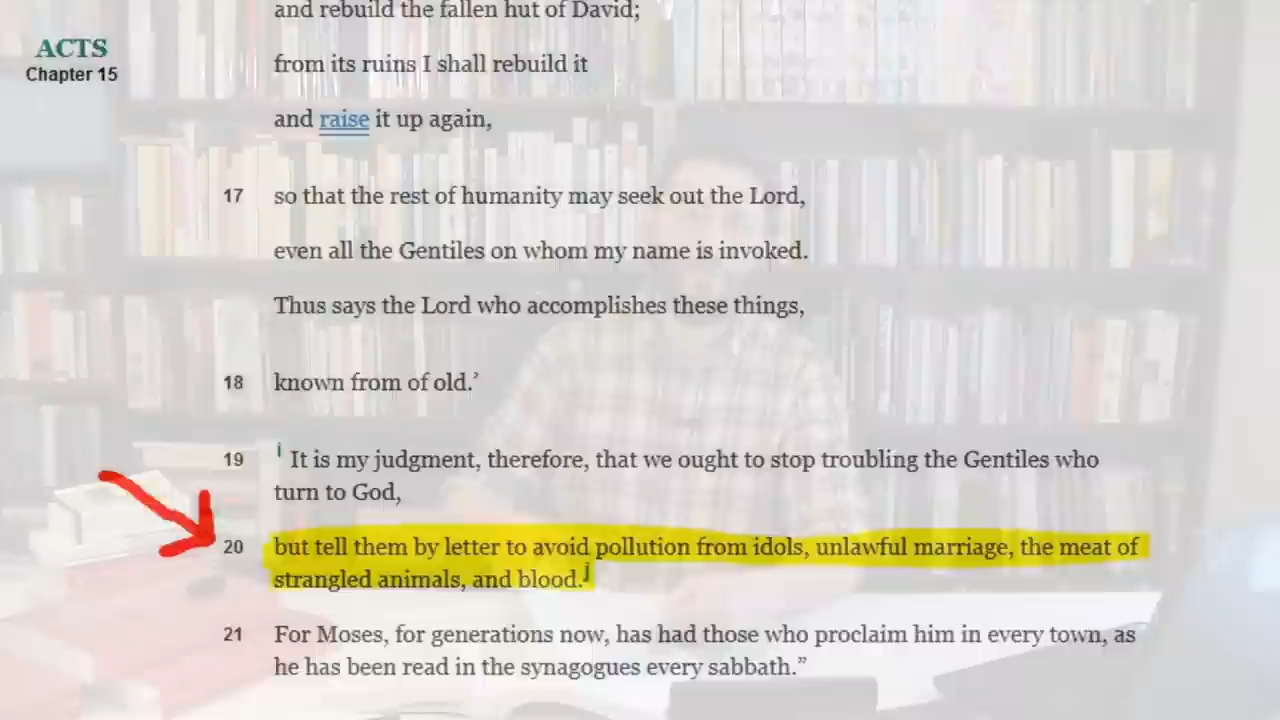 ACTS
Chapter 15
and rebuild the fallen hut of David;
from its ruins I shall rebuild it
and raise it up again,
17 so that the rest of humanity may seek out the Lord,
even all the Gentiles on whom my name is invoked.
Thus says the Lord who accomplishes these things,
18 known from of old.’
19 i It is my judgment, therefore, that we ought to stop troubling the Gentiles who
turn to God,
20 but tell them by letter to avoid pollution from idols, unlawful marriage, the meat of
strangled animals, and blood.j
21 For Moses, for generations now, has had those who proclaim him in every town, as
he has been read in the synagogues every sabbath.”